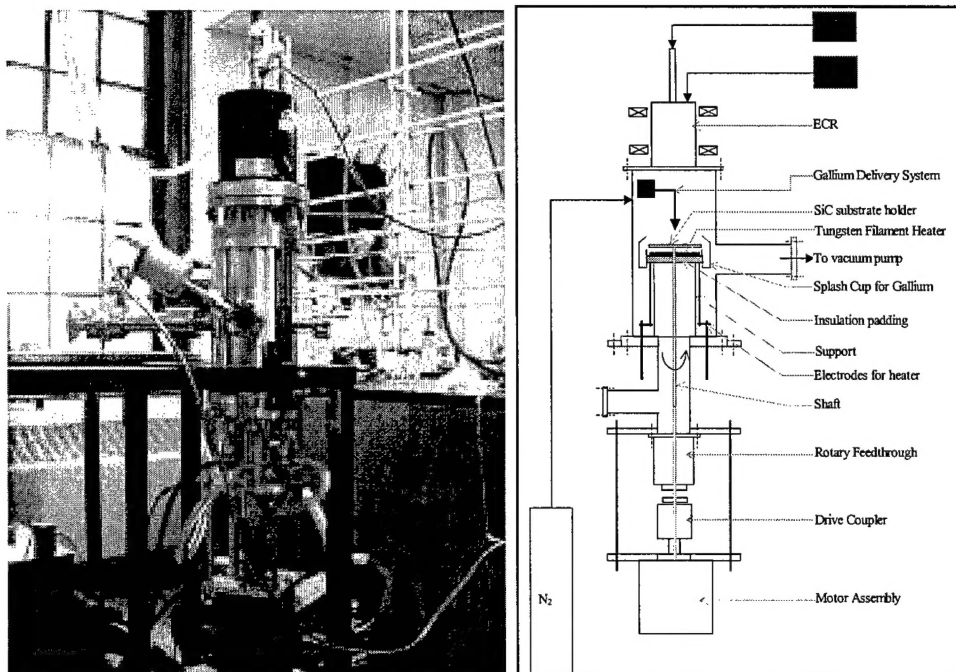 ECR
Gallium Delivery System
SiC substrate holder
Tungsten Filament Heater
To vacuum pump
Splash Cup for Gallium
Insulation padding
Support
Electrodes for heater
Shaft
Rotary Feedthrough
Drive Coupler
N₂
Motor Assembly